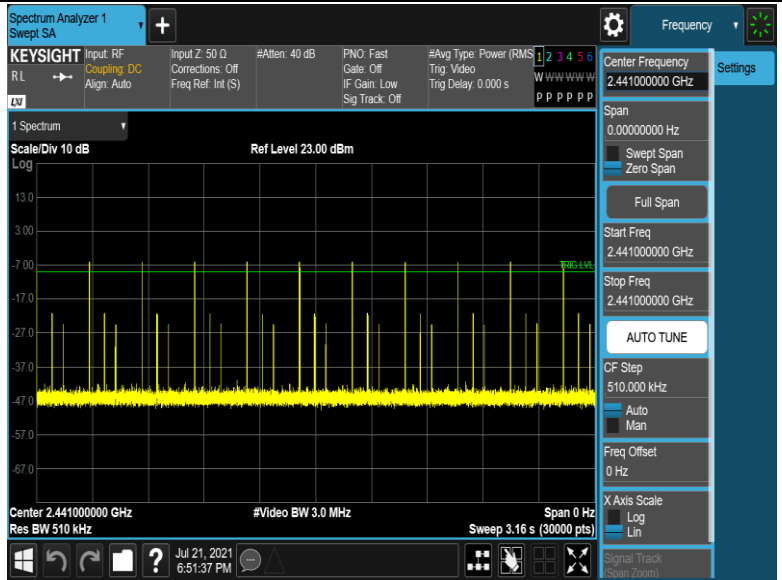 Spectrum Analyzer 1
Swept SA
Frequency
KEYSIGHT
RL
LXI
Input: RF
Coupling: DC
Align: Auto
Input Z: 50 Ω
Corrections: Off
Freq Ref: Int (S)
#Atten: 40 dB
PNO: Fast
Gate: Off
IF Gain: Low
Sig Track: Off
#Avg Type: Power (RMS
Trig: Video
Trig Delay: 0.000 s
1 2 3 4 5 6
W W W W W W
P P P P P P
1 Spectrum
Scale/Div 10 dB
Ref Level 23.00 dBm
Log
13.0
3.00
-7.00
TRIG LVL
-17.0
-27.0
-37.0
-47.0
-57.0
-67.0
Center 2.441000000 GHz
#Video BW 3.0 MHz
Span 0 Hz
Res BW 510 kHz
Sweep 3.16 s (30000 pts)
Center Frequency
2.441000000 GHz
Settings
Span
0.00000000 Hz
Swept Span
Zero Span
Full Span
Start Freq
2.441000000 GHz
Stop Freq
2.441000000 GHz
AUTO TUNE
CF Step
510.000 kHz
Auto
Man
Freq Offset
0 Hz
X Axis Scale
Log
Lin
Signal Track
(Span Zoom)
?
Jul 21, 2021
6:51:37 PM